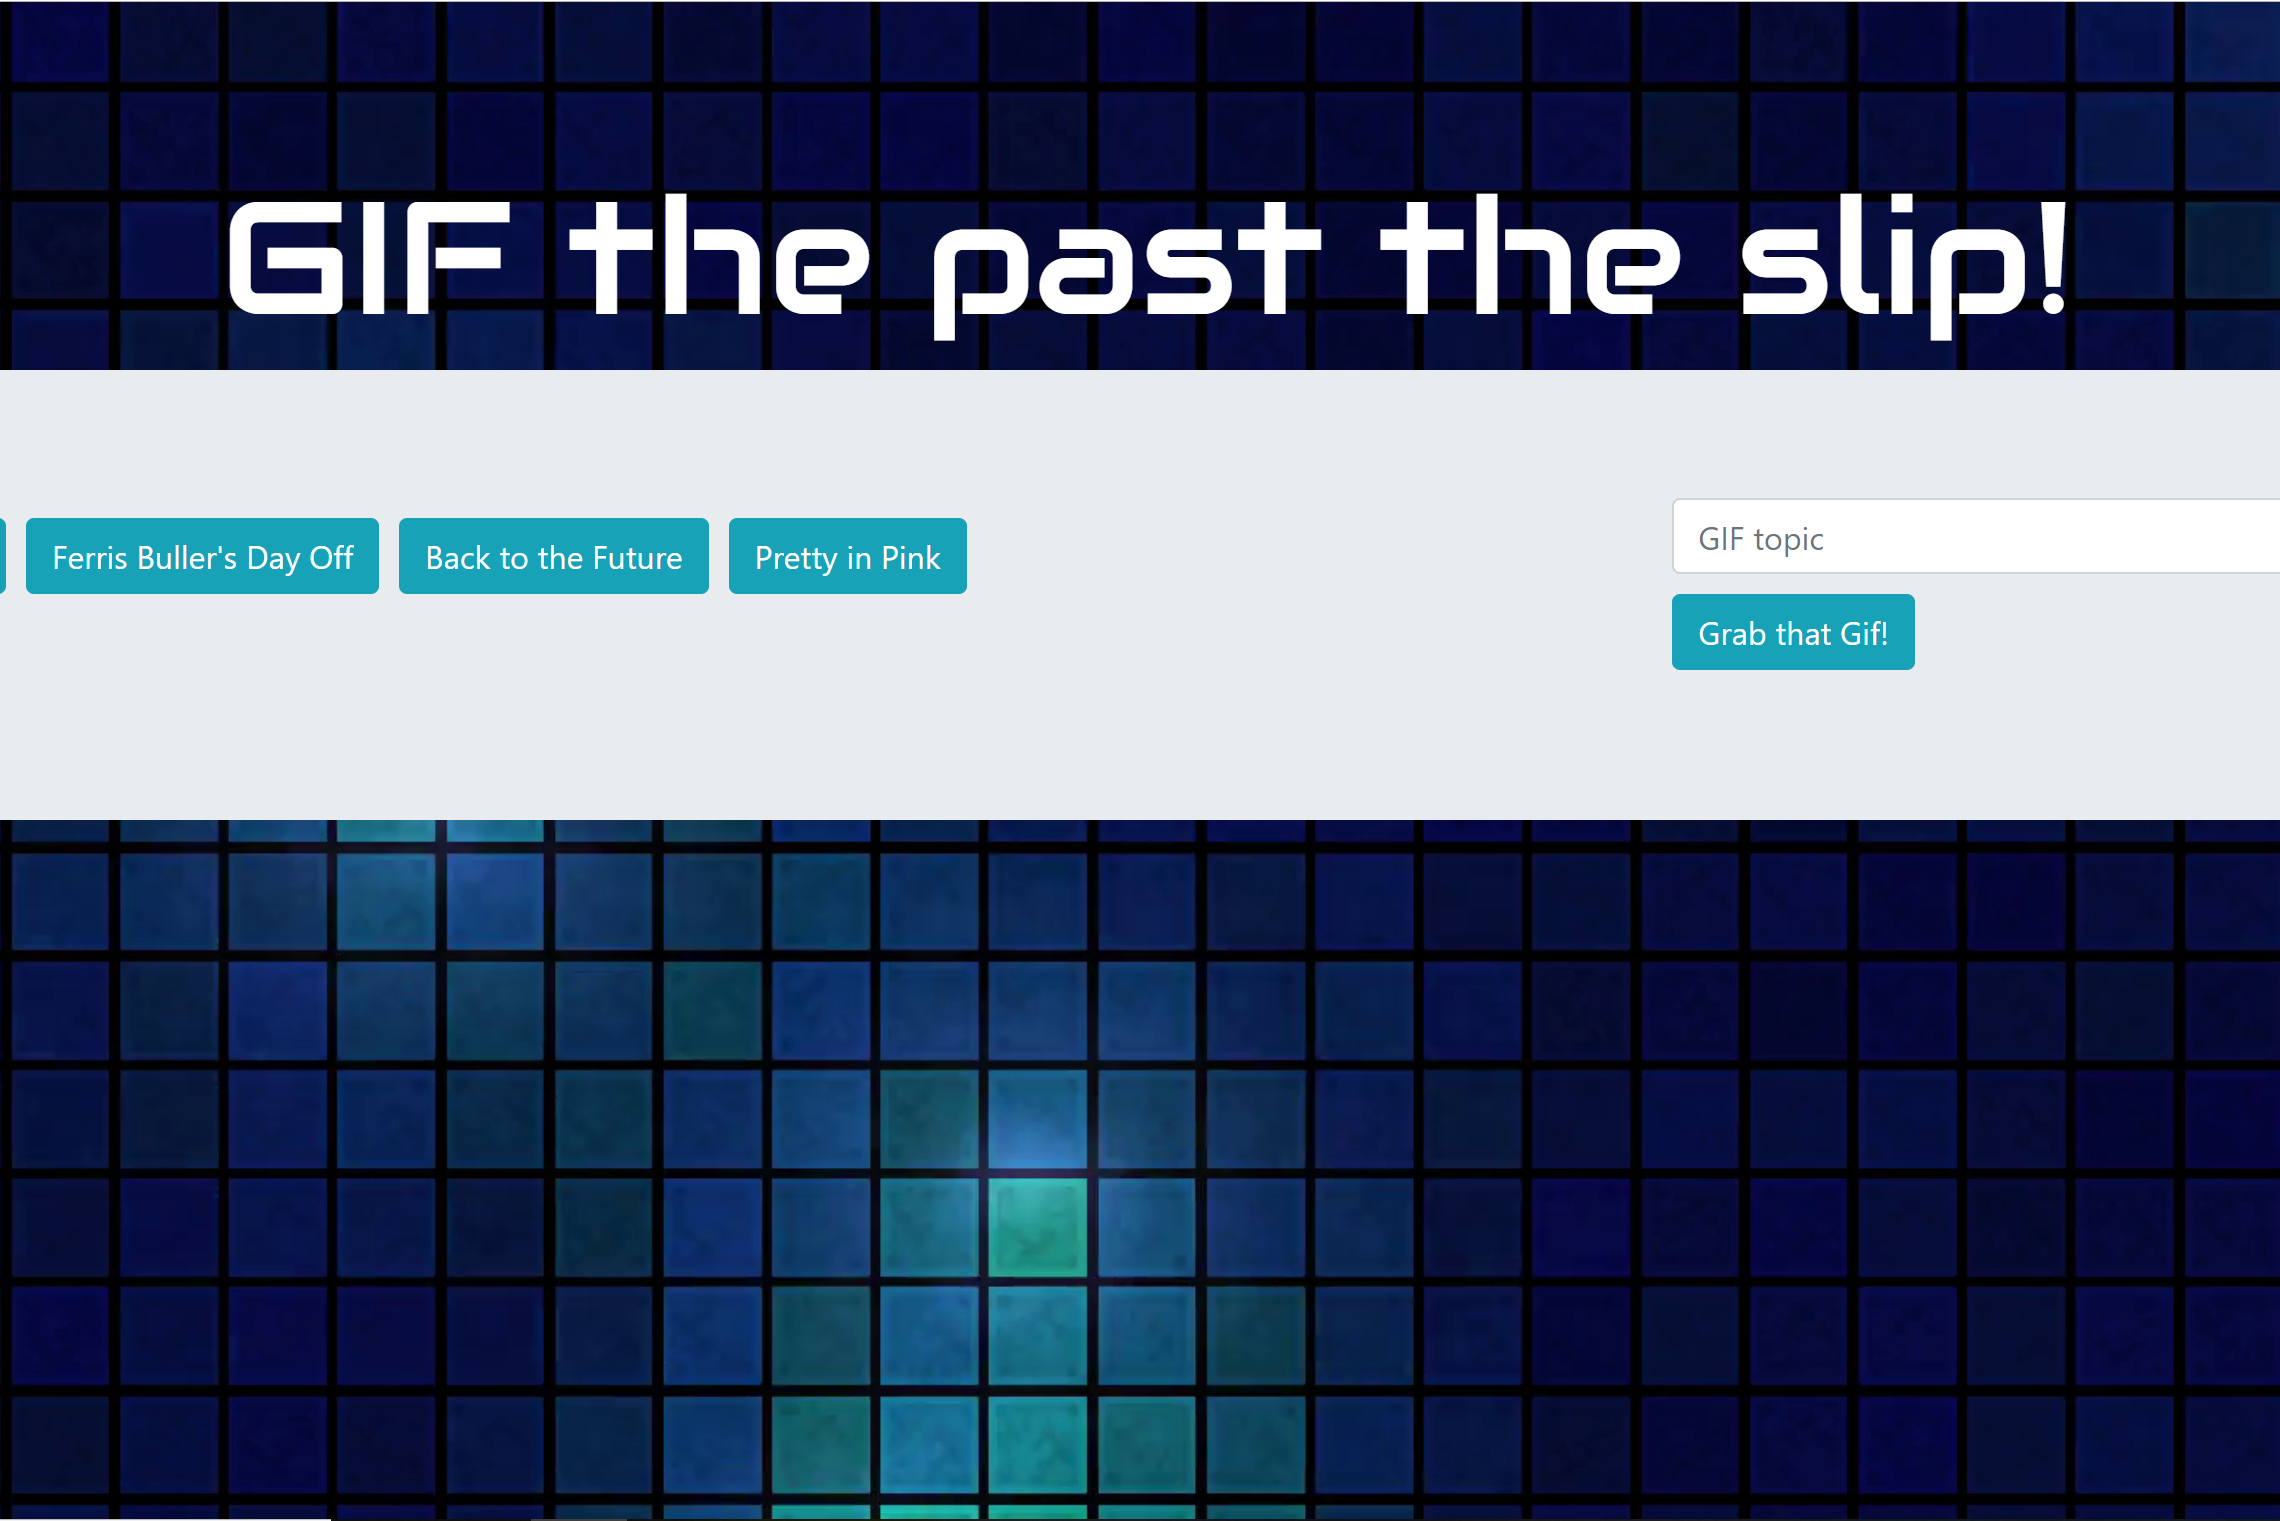 GIF the past the slip!
Ferris Buller's Day Off Back to the Future Pretty in Pink
GIF topic
Grab that Gif!